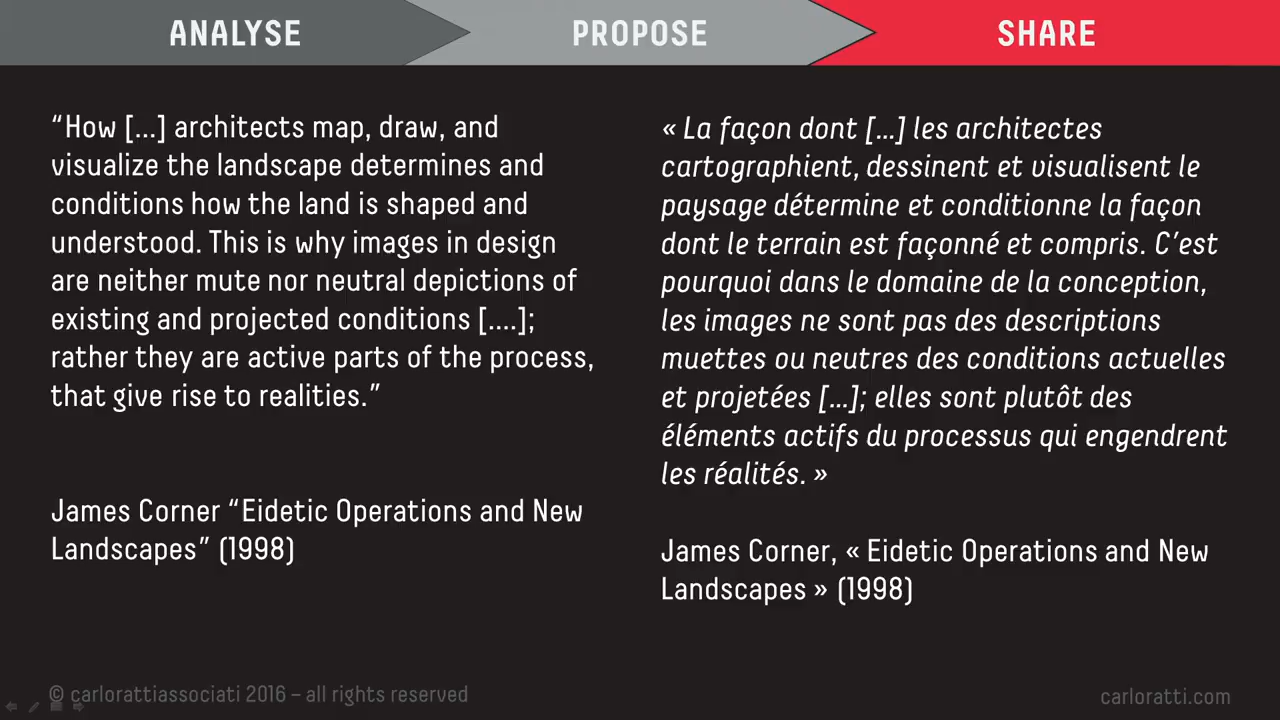 ANALYSE
PROPOSE
SHARE
“How [...] architects map, draw, and
visualize the landscape determines and
conditions how the land is shaped and
understood. This is why images in design
are neither mute nor neutral depictions of
existing and projected conditions [....];
rather they are active parts of the process,
that give rise to realities.”
James Corner “Eidetic Operations and New
Landscapes” (1998)
« La façon dont [...] les architectes
cartographient, dessinent et visualisent le
paysage détermine et conditionne la façon
dont le terrain est façonné et compris. C’est
pourquoi dans le domaine de la conception,
les images ne sont pas des descriptions
muettes ou neutres des conditions actuelles
et projetées [...]; elles sont plutôt des
éléments actifs du processus qui engendrent
les réalités. »
James Corner, « Eidetic Operations and New
Landscapes » (1998)
© carlorattiassociati 2016 – all rights reserved
carloratti.com